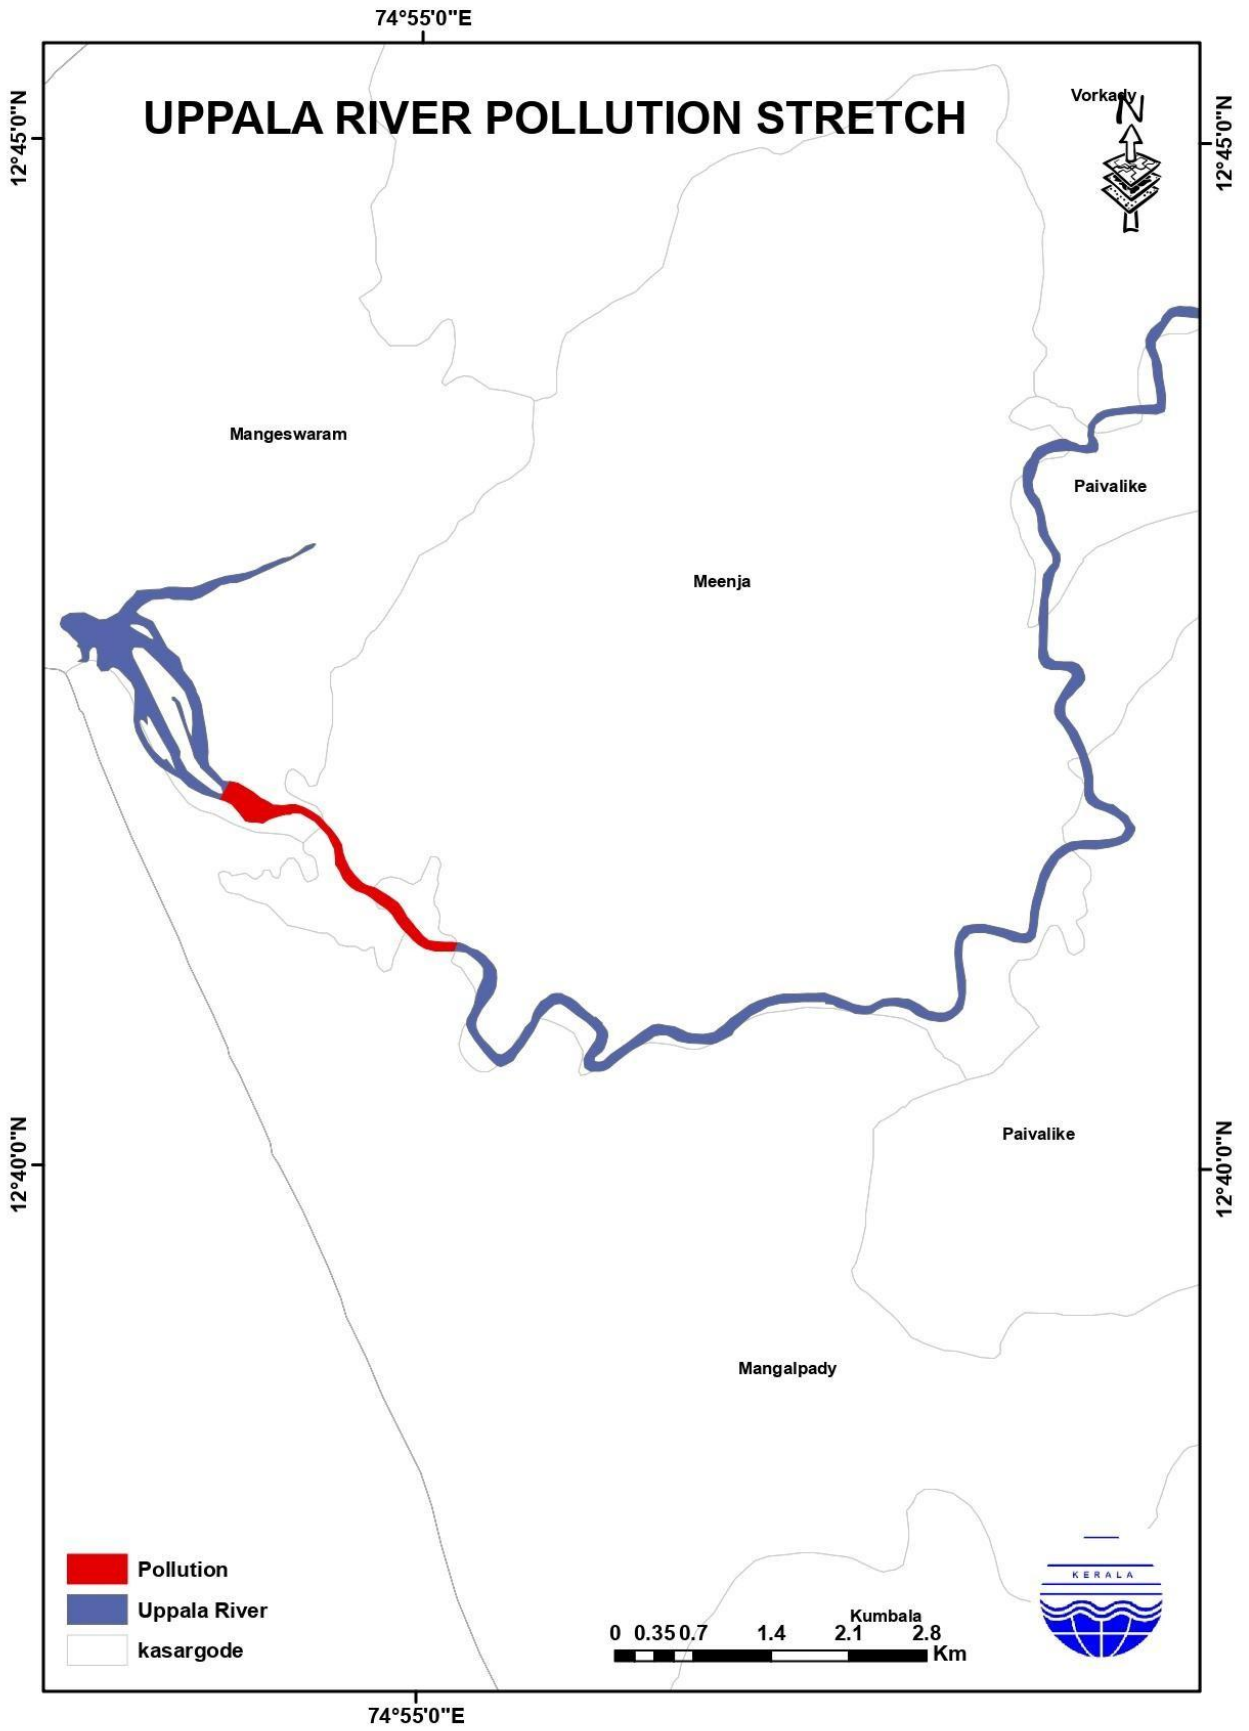 74°55'0"E
UPPALA RIVER POLLUTION STRETCH
Vorkady
N
12°45'0"N
12°45'0"N
Mangeswaram
Paivalike
Meenja
12°40'0"N
12°40'0"N
Paivalike
Mangalpady
Pollution
Uppala River
kasargode
KERALA
Kumbala
0 0.35 0.7 1.4 2.1 2.8
Km
74°55'0"E